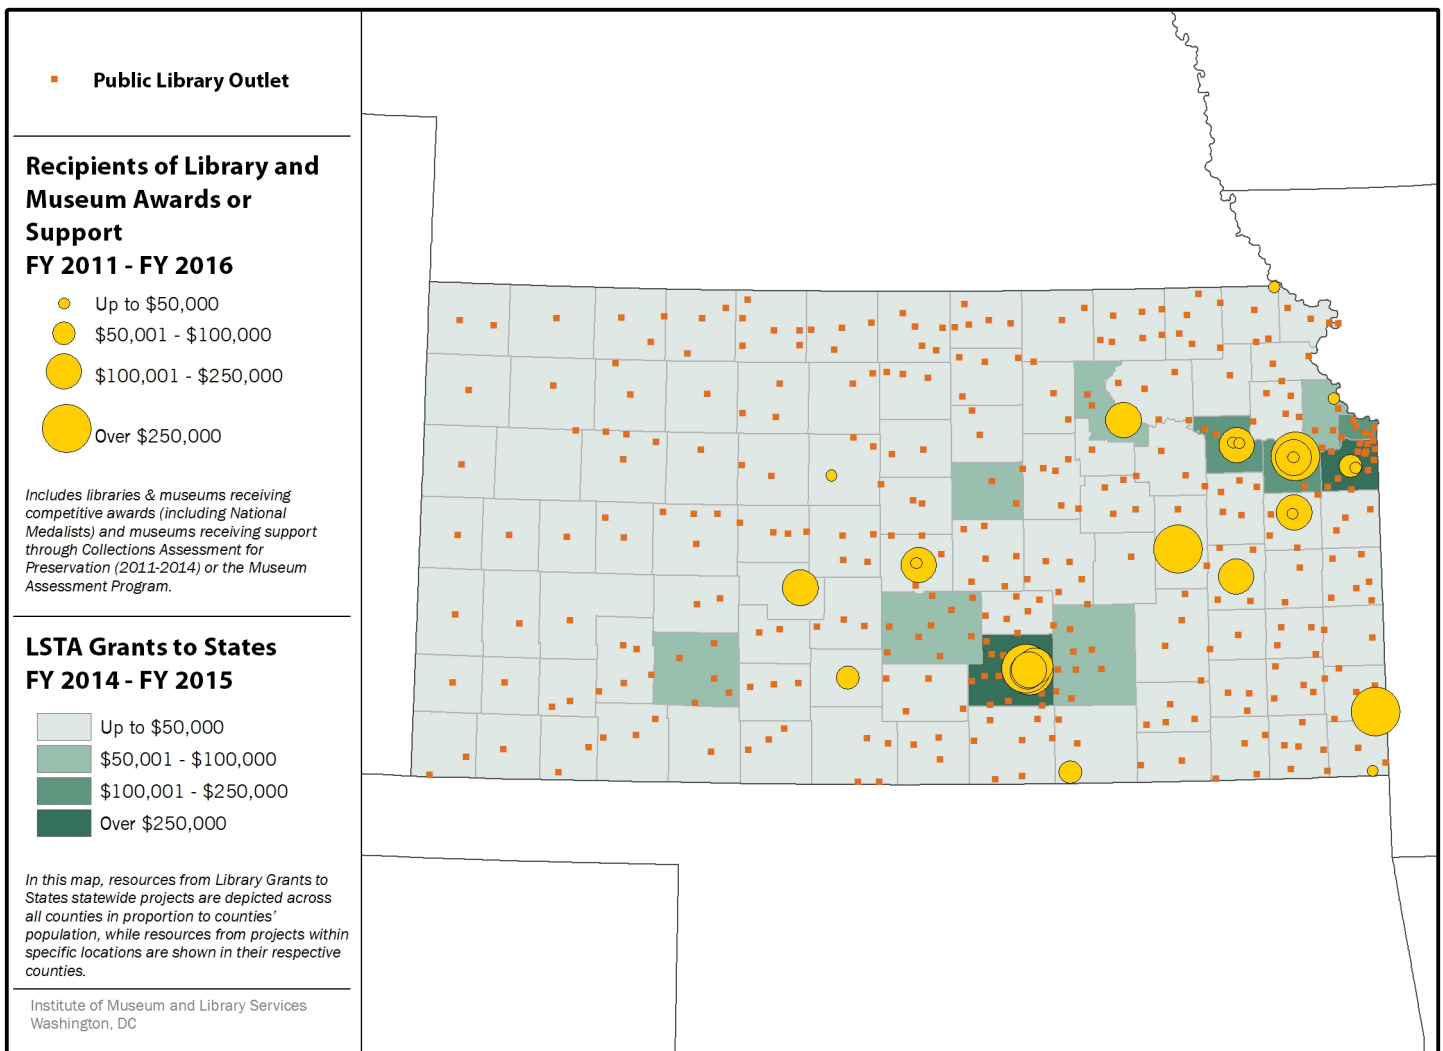 Public Library Outlet
Recipients of Library and
Museum Awards or
Support
FY 2011 - FY 2016
Up to $50,000
$50,001 - $100,000
$100,001 - $250,000
Over $250,000
Includes libraries & museums receiving
competitive awards (including National
Medalists) and museums receiving support
through Collections Assessment for
Preservation (2011-2014) or the Museum
Assessment Program.
LSTA Grants to States
FY 2014 - FY 2015
Up to $50,000
$50,001 - $100,000
$100,001 - $250,000
Over $250,000
In this map, resources from Library Grants to
States statewide projects are depicted across
all counties in proportion to counties'
population, while resources from projects within
specific locations are shown in their respective
counties.
Institute of Museum and Library Services
Washington, DC